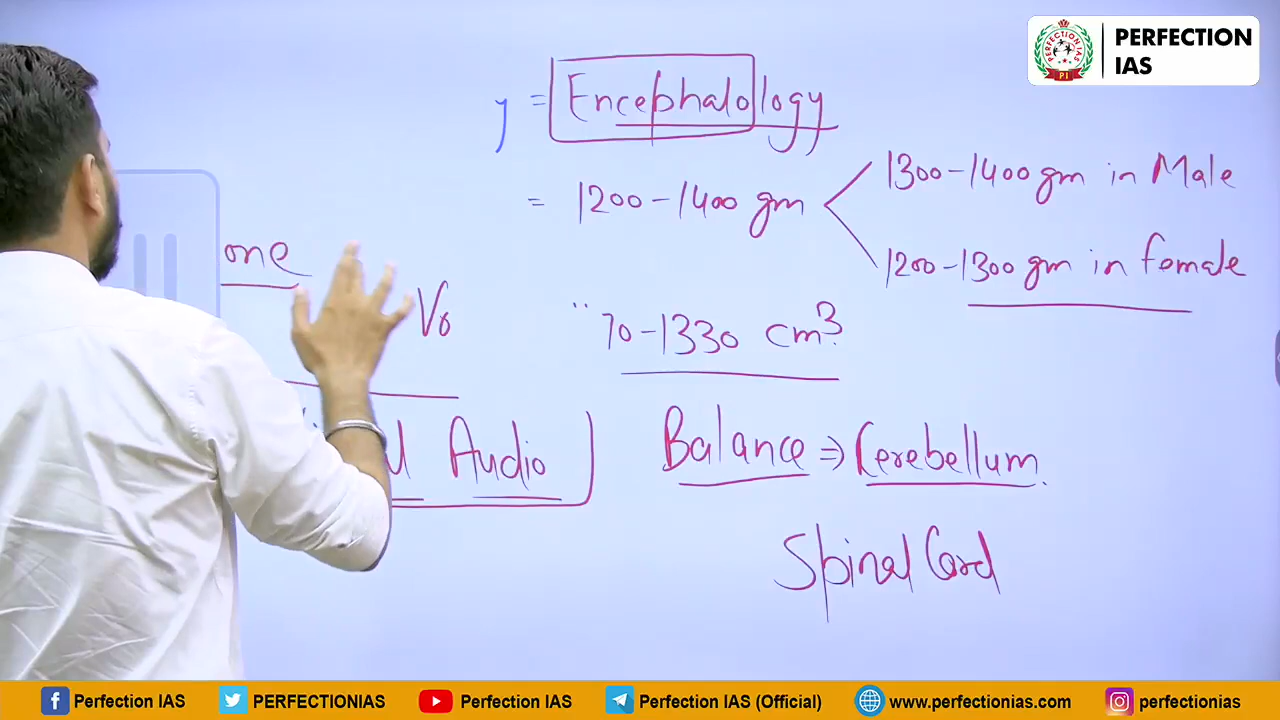 PERFECTION
IAS
y = Encephalology
= 1200-1400 gm
1300-1400 gm in Male
1200-1300 gm in female
one
70-1330 cm³
Audio
Balance ⇒ Cerebellum.
Spinal Cord
Perfection IAS
PERFECTIONIAS
Perfection IAS
Perfection IAS (Official)
www.perfectionias.com
perfectionias